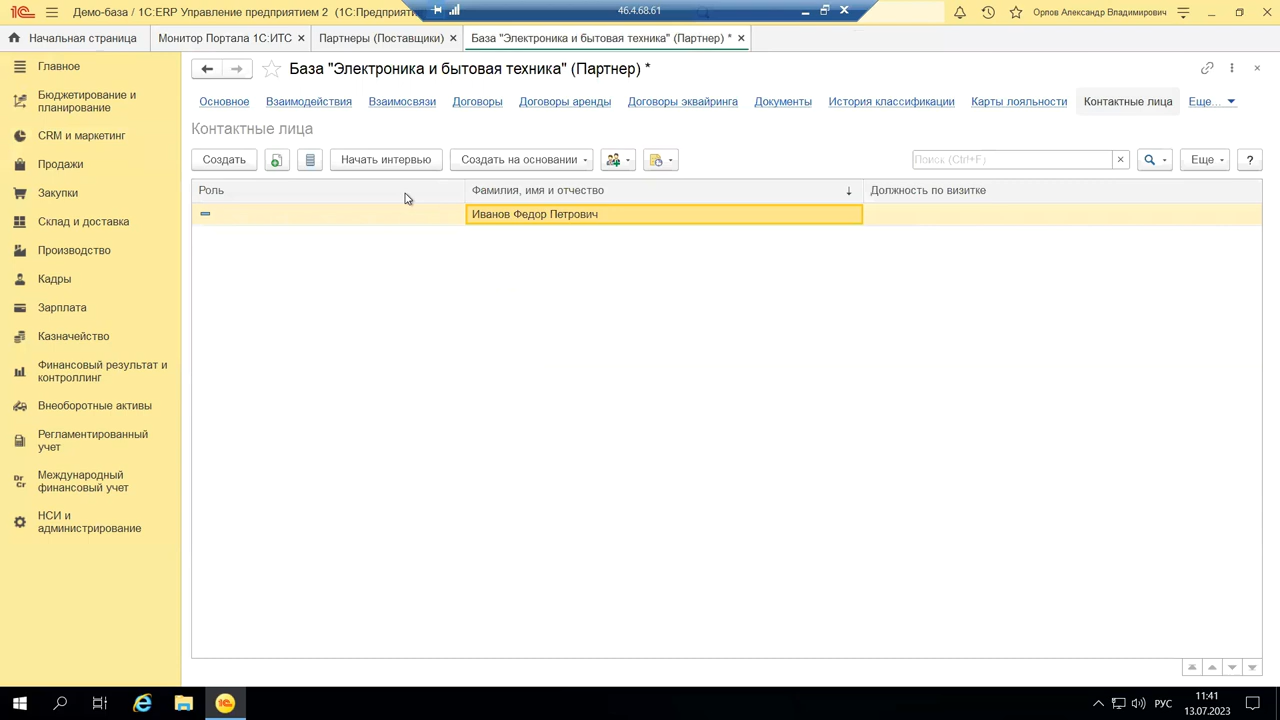 Демо-база / 1С:ERP Управление предприятием 2 (1С:Предприятие
46.4.68.61
Орлов Александр Владимирович
Начальная страница
Монитор Портала 1С:ИТС ×
Партнеры (Поставщики) ×
База "Электроника и бытовая техника" (Партнер) * ×
Главное
Бюджетирование и
планирование
CRM и маркетинг
Продажи
Закупки
Склад и доставка
Производство
Кадры
Зарплата
Казначейство
Финансовый результат и
контроллинг
Внеоборотные активы
Регламентированный
учет
Международный
финансовый учет
НСИ и
администрирование
База "Электроника и бытовая техника" (Партнер) *
Основное Взаимодействия Взаимосвязи Договоры Договоры аренды Договоры эквайринга Документы История классификации Карты лояльности Контактные лица Еще...
Контактные лица
Создать Начать интервью Создать на основании Поиск (Ctrl+F) × Еще ?
Роль Фамилия, имя и отчество ↓ Должность по визитке
Иванов Федор Петрович
РУС
11:41
13.07.2023